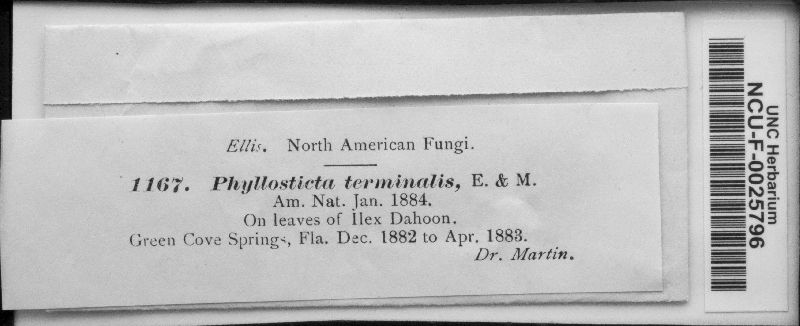 Ellis. North American Fungi.
1167. Phyllosticta terminalis, E. & M.
Am. Nat. Jan. 1884.
On leaves of Ilex Dahoon.
Green Cove Springs, Fla. Dec. 1882 to Apr. 1883.
Dr. Martin.
UNC Herbarium
NCU-F-0025796